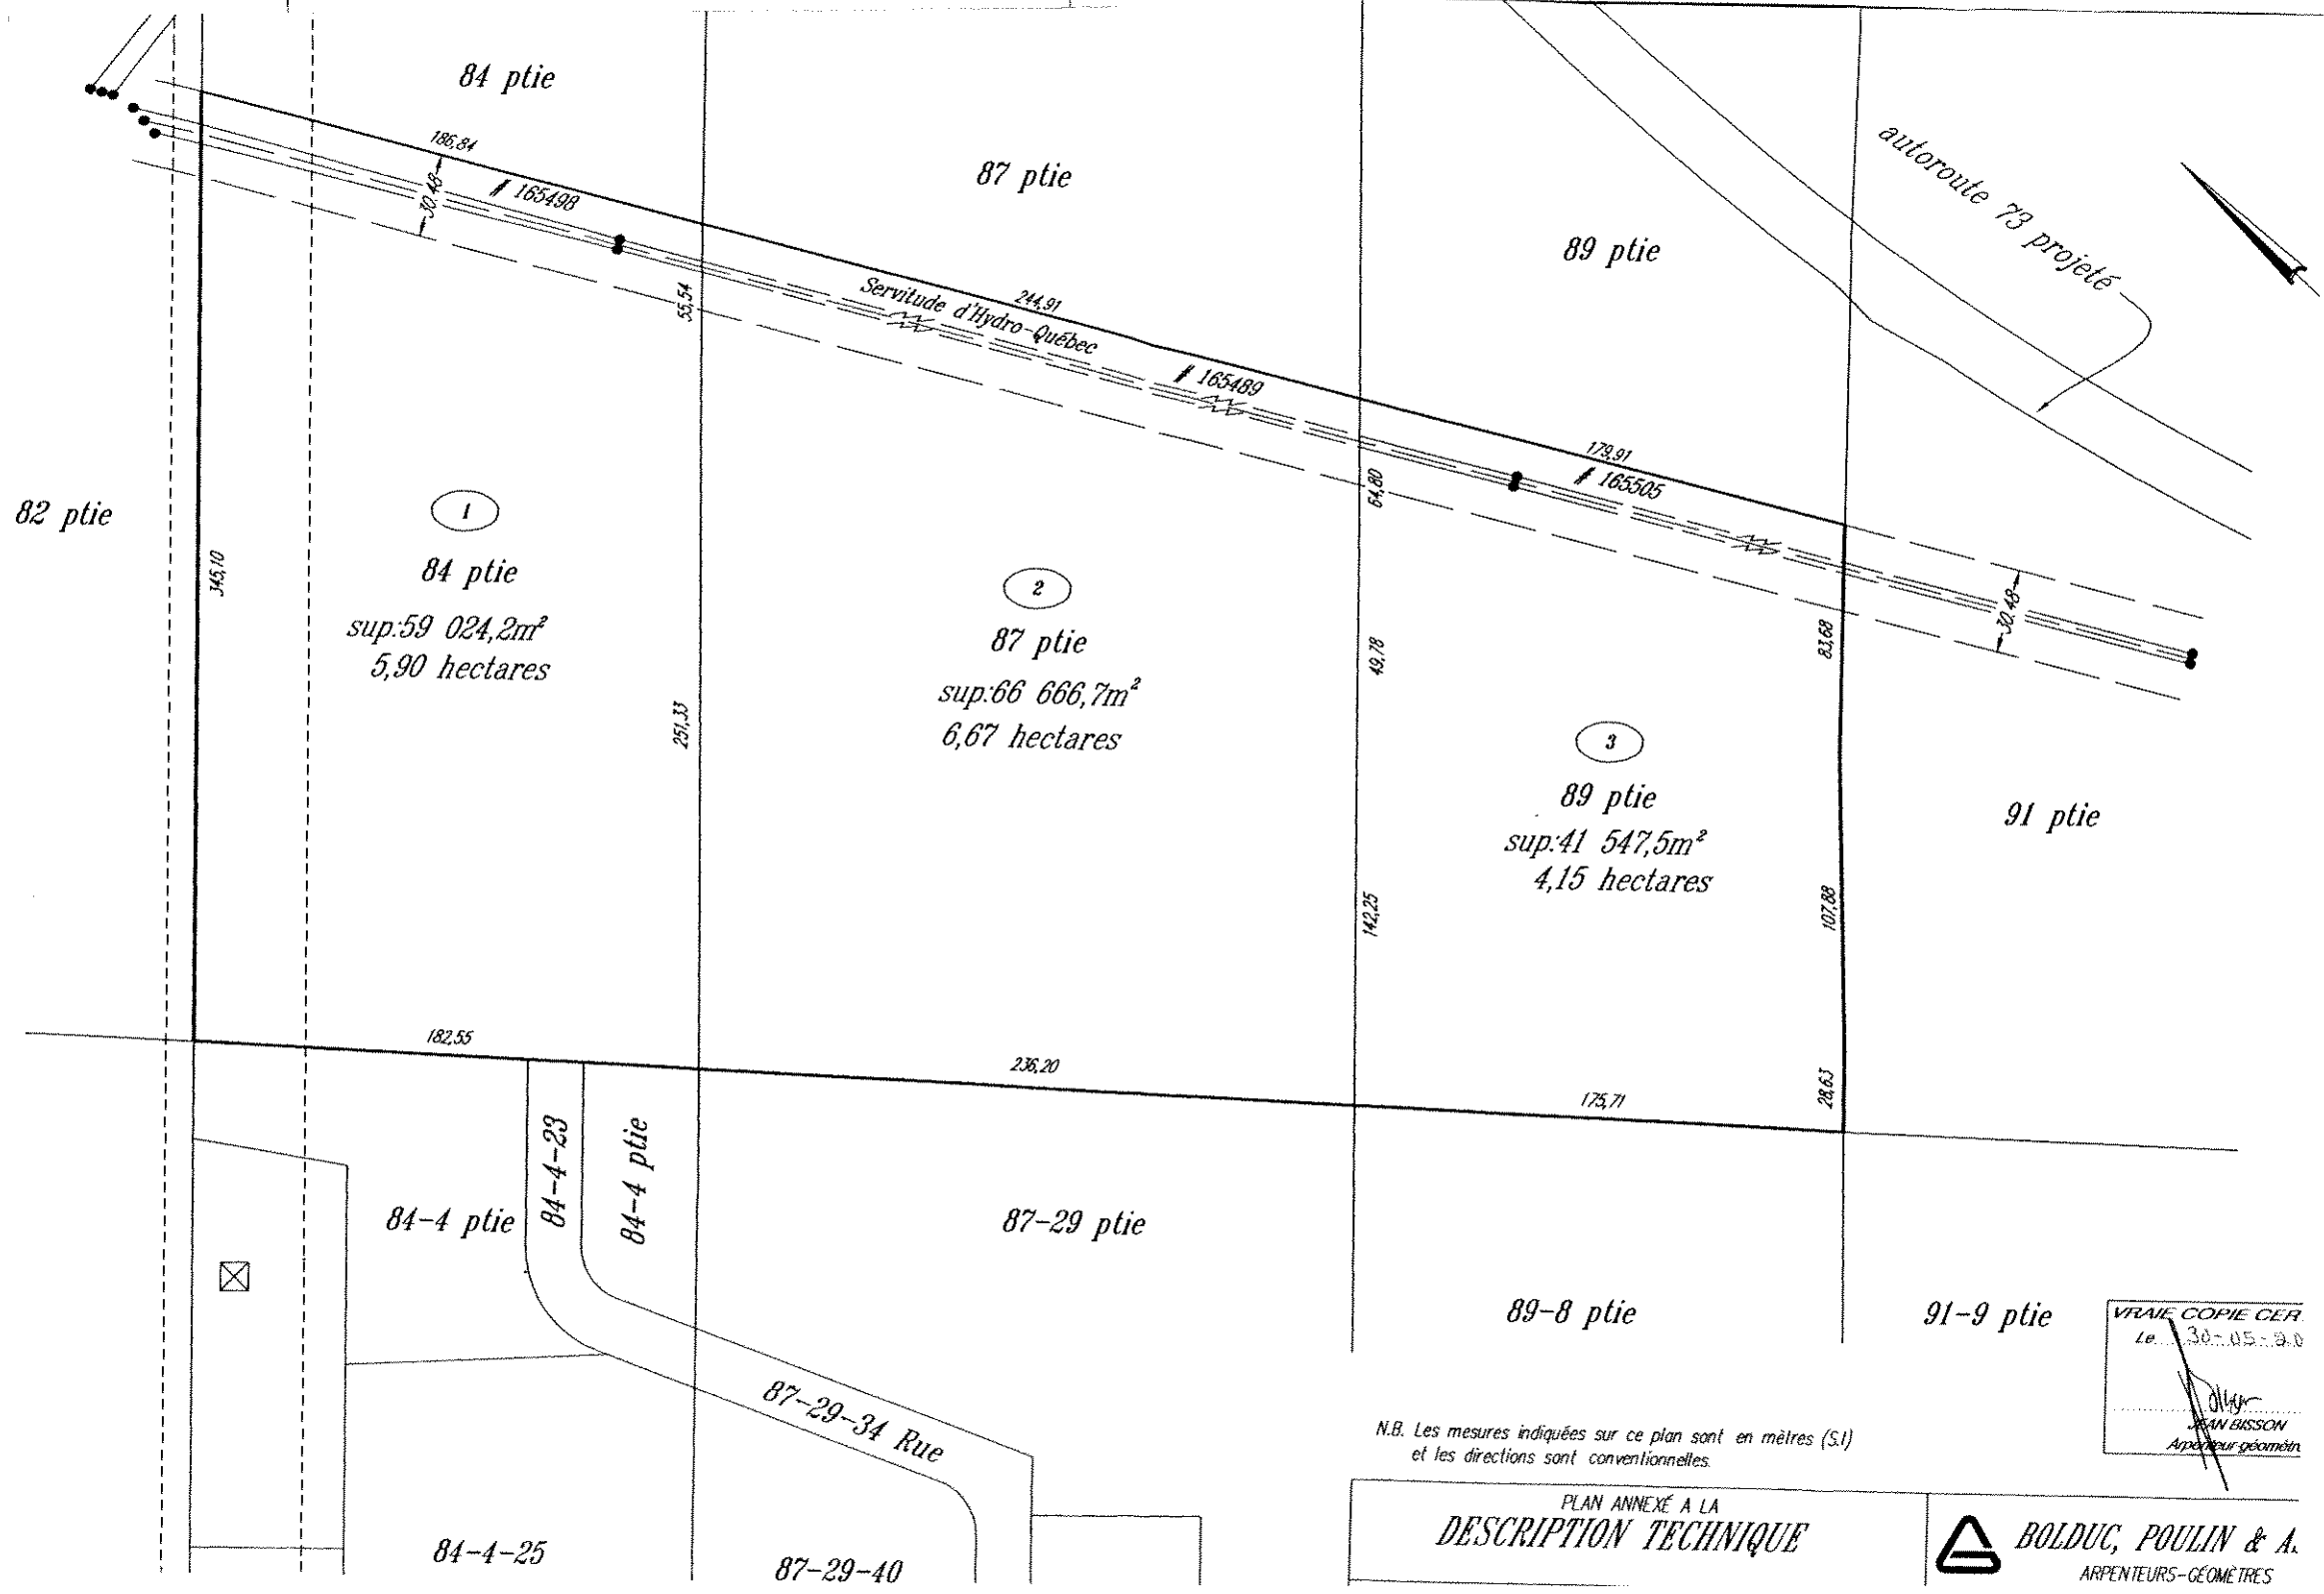 84 ptie
87 ptie
89 ptie
autoroute 73 projeté
186,84
30.48
# 165498
55,54
Servitude d'Hydro-Québec
244,91
# 165489
179,91
# 165505
64,80
82 ptie
345,10
1
84 ptie
sup:59 024,2m²
5,90 hectares
2
87 ptie
sup:66 666,7m²
6,67 hectares
251,33
49,78
83,68
30.48
3
89 ptie
sup:41 547,5m²
4,15 hectares
91 ptie
142,25
107,88
182,55
236,20
175,71
28,63
84-4-23
84-4 ptie
84-4 ptie
87-29 ptie
89-8 ptie
91-9 ptie
87-29-34 Rue
84-4-25
87-29-40
VRAIE COPIE CER
Le 30-05-20
JEAN BISSON
Arpenteur-géomètr
N.B. Les mesures indiquées sur ce plan sont en mètres (S.I)
et les directions sont conventionnelles.
PLAN ANNEXÉ A LA
DESCRIPTION TECHNIQUE
BOLDUC, POULIN & A.
ARPENTEURS-GÉOMÈTRES